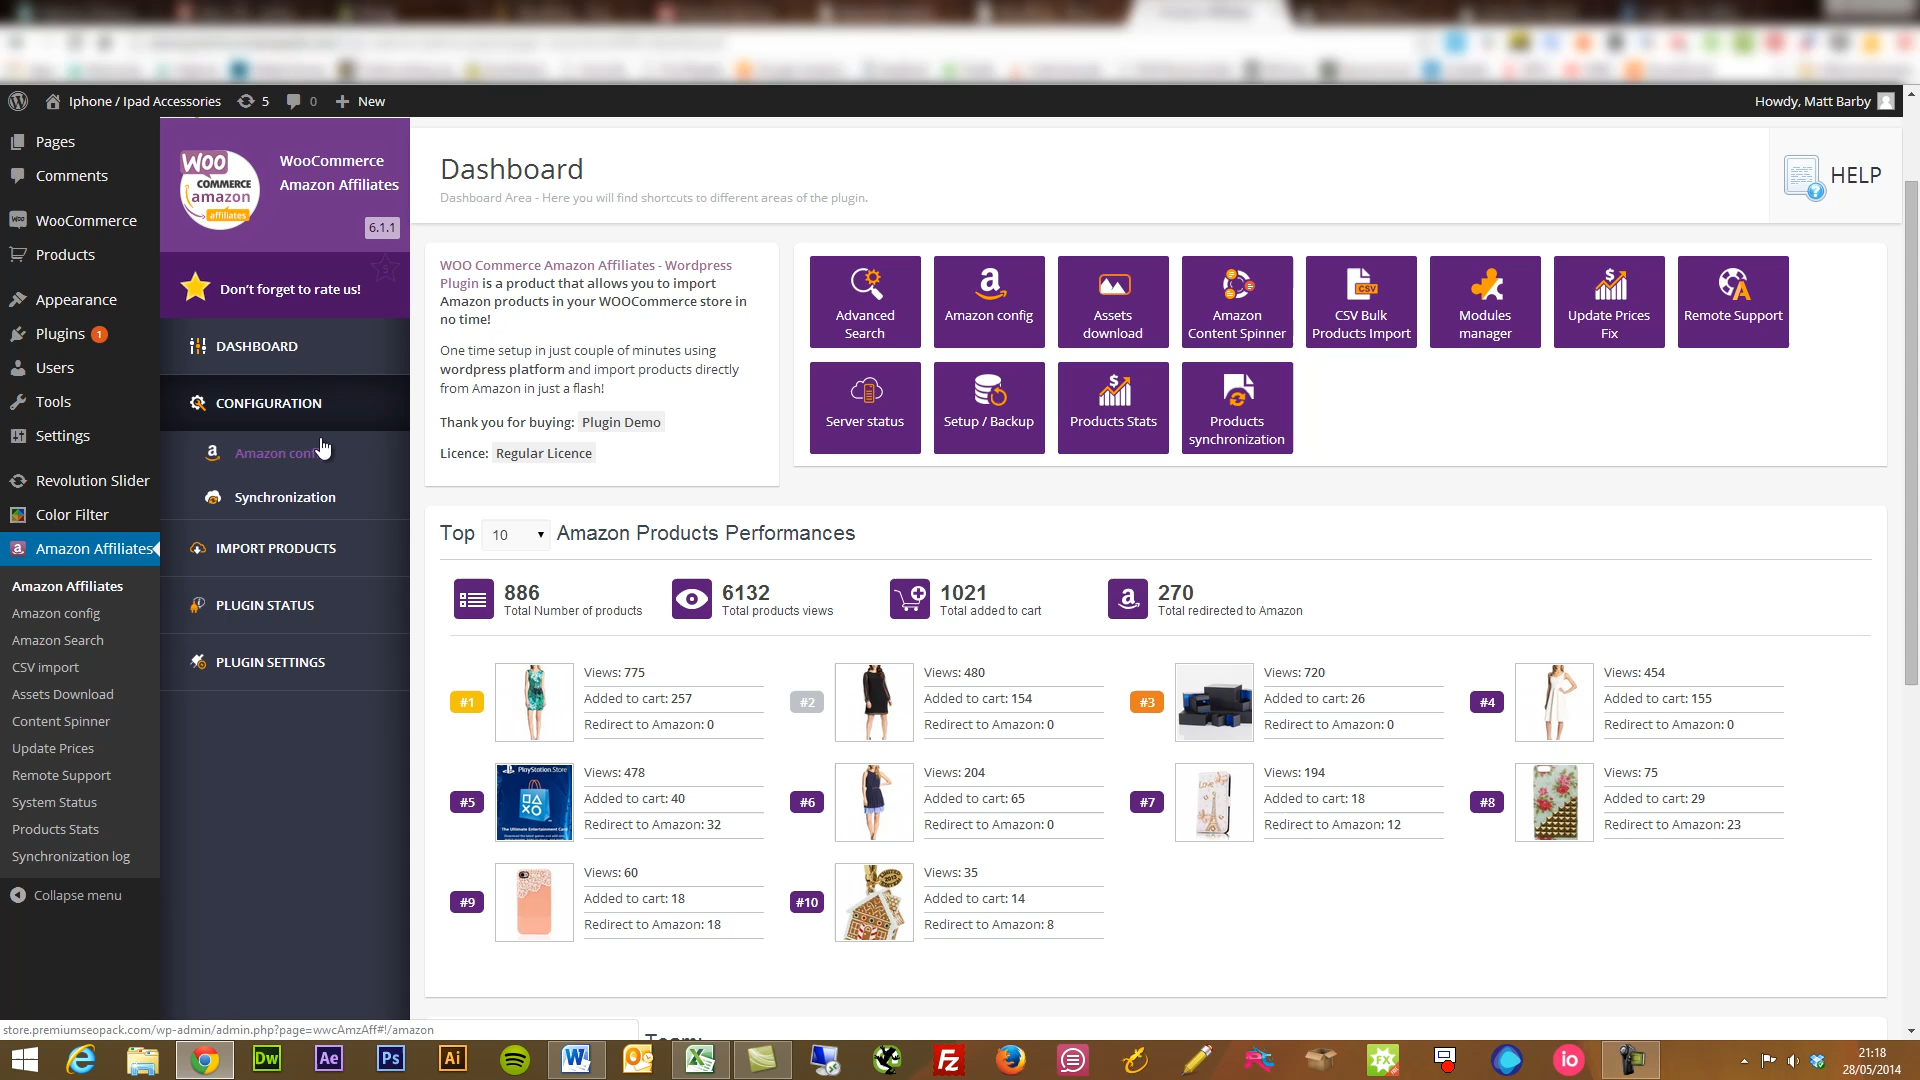 Iphone / Ipad Accessories 5 0 New
Howdy, Matt Barby
Pages
Comments
WooCommerce
Products
Appearance
Plugins 1
Users
Tools
Settings
Revolution Slider
Color Filter
Amazon Affiliates
Amazon Affiliates
Amazon config
Amazon Search
CSV import
Assets Download
Content Spinner
Update Prices
Remote Support
System Status
Products Stats
Synchronization log
Collapse menu
WOO
COMMERCE
amazon
affiliates
WooCommerce
Amazon Affiliates
6.1.1
Don't forget to rate us!
DASHBOARD
CONFIGURATION
Amazon conf
Synchronization
IMPORT PRODUCTS
PLUGIN STATUS
PLUGIN SETTINGS
Dashboard
Dashboard Area - Here you will find shortcuts to different areas of the plugin.
HELP
WOO Commerce Amazon Affiliates - Wordpress
Plugin is a product that allows you to import
Amazon products in your WOOCommerce store in
no time!
One time setup in just couple of minutes using
wordpress platform and import products directly
from Amazon in just a flash!
Thank you for buying: Plugin Demo
Licence: Regular Licence
Advanced
Search
Amazon config
Assets
download
Amazon
Content Spinner
CSV
CSV Bulk
Products Import
Modules
manager
Update Prices
Fix
Remote Support
Server status
Setup / Backup
Products Stats
Products
synchronization
Top 10 Amazon Products Performances
886
Total Number of products
6132
Total products views
1021
Total added to cart
270
Total redirected to Amazon
#1
Views: 775
Added to cart: 257
Redirect to Amazon: 0
#2
Views: 480
Added to cart: 154
Redirect to Amazon: 0
#3
Views: 720
Added to cart: 26
Redirect to Amazon: 0
#4
Views: 454
Added to cart: 155
Redirect to Amazon: 0
#5
PlayStation Store
Views: 478
Added to cart: 40
Redirect to Amazon: 32
#6
Views: 204
Added to cart: 65
Redirect to Amazon: 0
#7
Views: 194
Added to cart: 18
Redirect to Amazon: 12
#8
Views: 75
Added to cart: 29
Redirect to Amazon: 23
#9
Views: 60
Added to cart: 18
Redirect to Amazon: 18
#10
Views: 35
Added to cart: 14
Redirect to Amazon: 8
store.premiumseopack.com/wp-admin/admin.php?page=wwcAmzAff#!/amazon
Dw
Ae
Ps
Ai
FX
io
21:18
28/05/2014